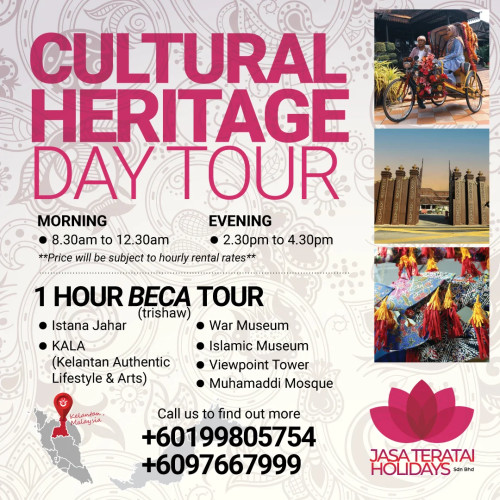 CULTURAL
HERITAGE
DAY TOUR
MORNING
• 8.30am to 12.30am
EVENING
• 2.30pm to 4.30pm
**Price will be subject to hourly rental rates**
1 HOUR BECA TOUR
(trishaw)
• Istana Jahar
• KALA
(Kelantan Authentic
Lifestyle & Arts)
• War Museum
• Islamic Museum
• Viewpoint Tower
• Muhamaddi Mosque
Kelantan,
Malaysia
Call us to find out more
+60199805754
+6097667999
JASA TERATAI
HOLIDAYS Sdn Bhd